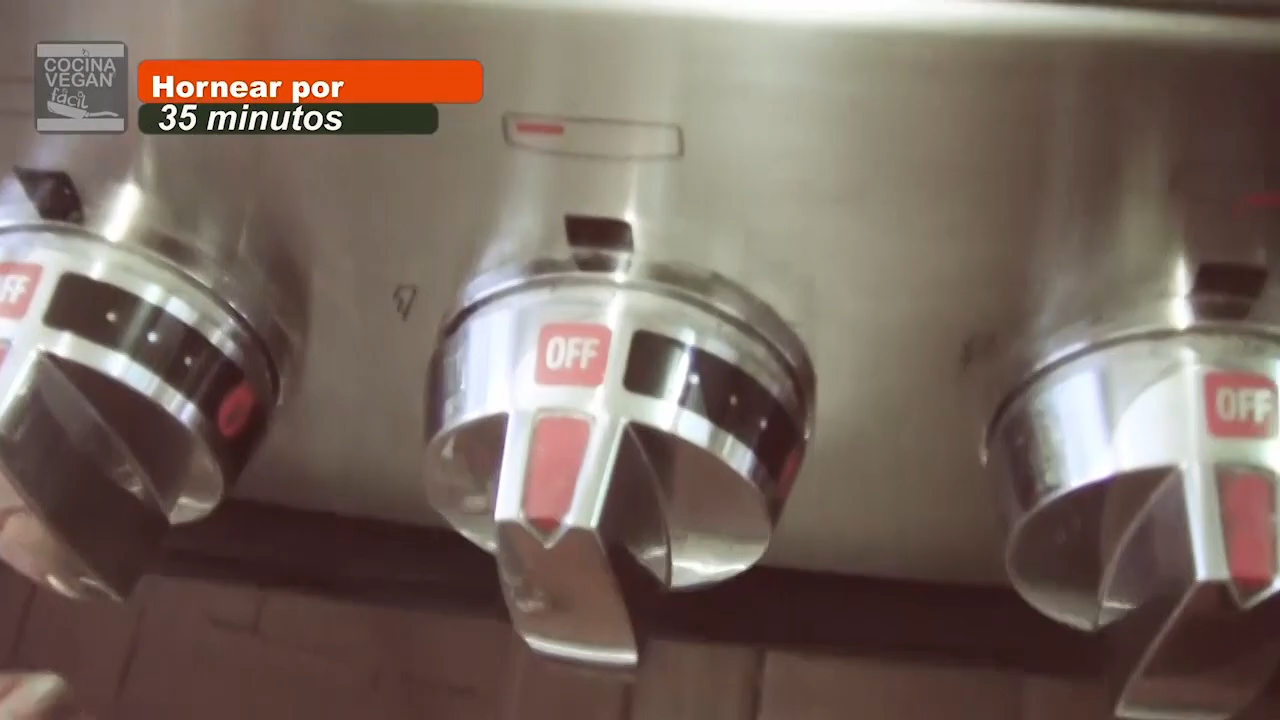 COCINA
VEGAN
fácil
Hornear por
35 minutos
OFF
OFF
OFF